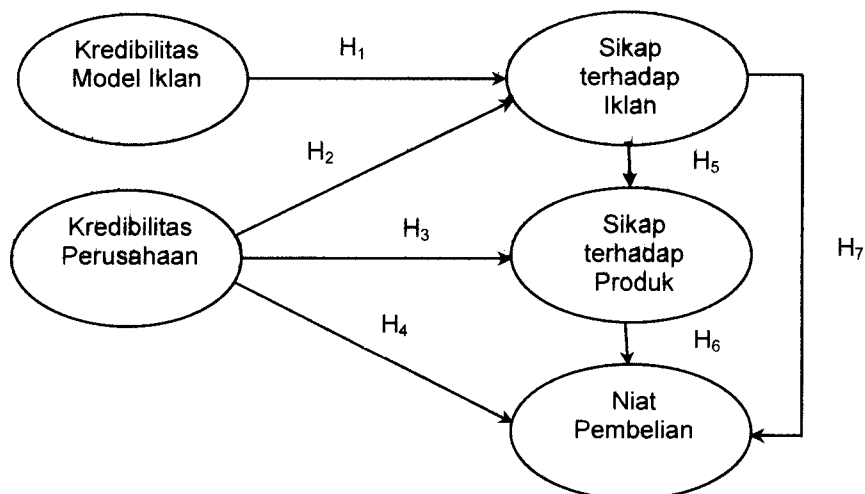 Kredibilitas
Model Iklan
H₁
Sikap
terhadap
Iklan
H₂
H₅
Kredibilitas
Perusahaan
H₃
Sikap
terhadap
Produk
H₇
H₄
H₆
Niat
Pembelian